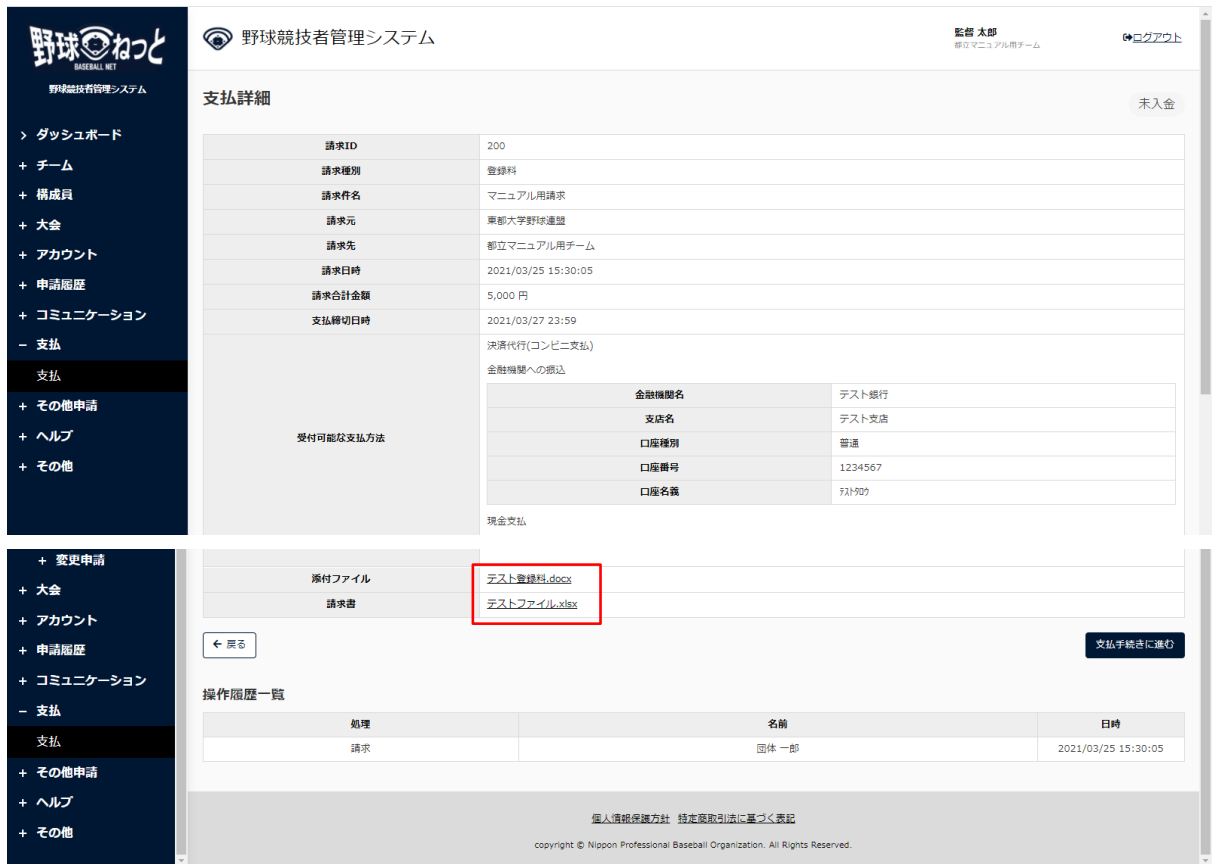 野球ねっと
BASEBALL NET
野球競技者管理システム
> ダッシュボード
+ チーム
+ 構成員
+ 大会
+ アカウント
+ 申請履歴
+ コミュニケーション
− 支払
支払
+ その他申請
+ ヘルプ
+ その他
野球競技者管理システム
監督 太郎
都立マニュアル用チーム
ログアウト
支払詳細
未入金
請求ID 200
請求種別 登録料
請求件名 マニュアル用請求
請求元 東都大学野球連盟
請求先 都立マニュアル用チーム
請求日時 2021/03/25 15:30:05
請求合計金額 5,000 円
支払締切日時 2021/03/27 23:59
受付可能な支払方法
決済代行(コンビニ支払)
金融機関への振込
金融機関名 テスト銀行
支店名 テスト支店
口座種別 普通
口座番号 1234567
口座名義 ﾃｽﾄﾀﾛｳ
現金支払
+ 変更申請
+ 大会
+ アカウント
+ 申請履歴
+ コミュニケーション
− 支払
支払
+ その他申請
+ ヘルプ
+ その他
添付ファイル テスト登録料.docx
請求書 テストファイル.xlsx
← 戻る
支払手続きに進む
操作履歴一覧
処理 名前 日時
請求 団体 一郎 2021/03/25 15:30:05
個人情報保護方針 特定商取引法に基づく表記
copyright © Nippon Professional Baseball Organization. All Rights Reserved.